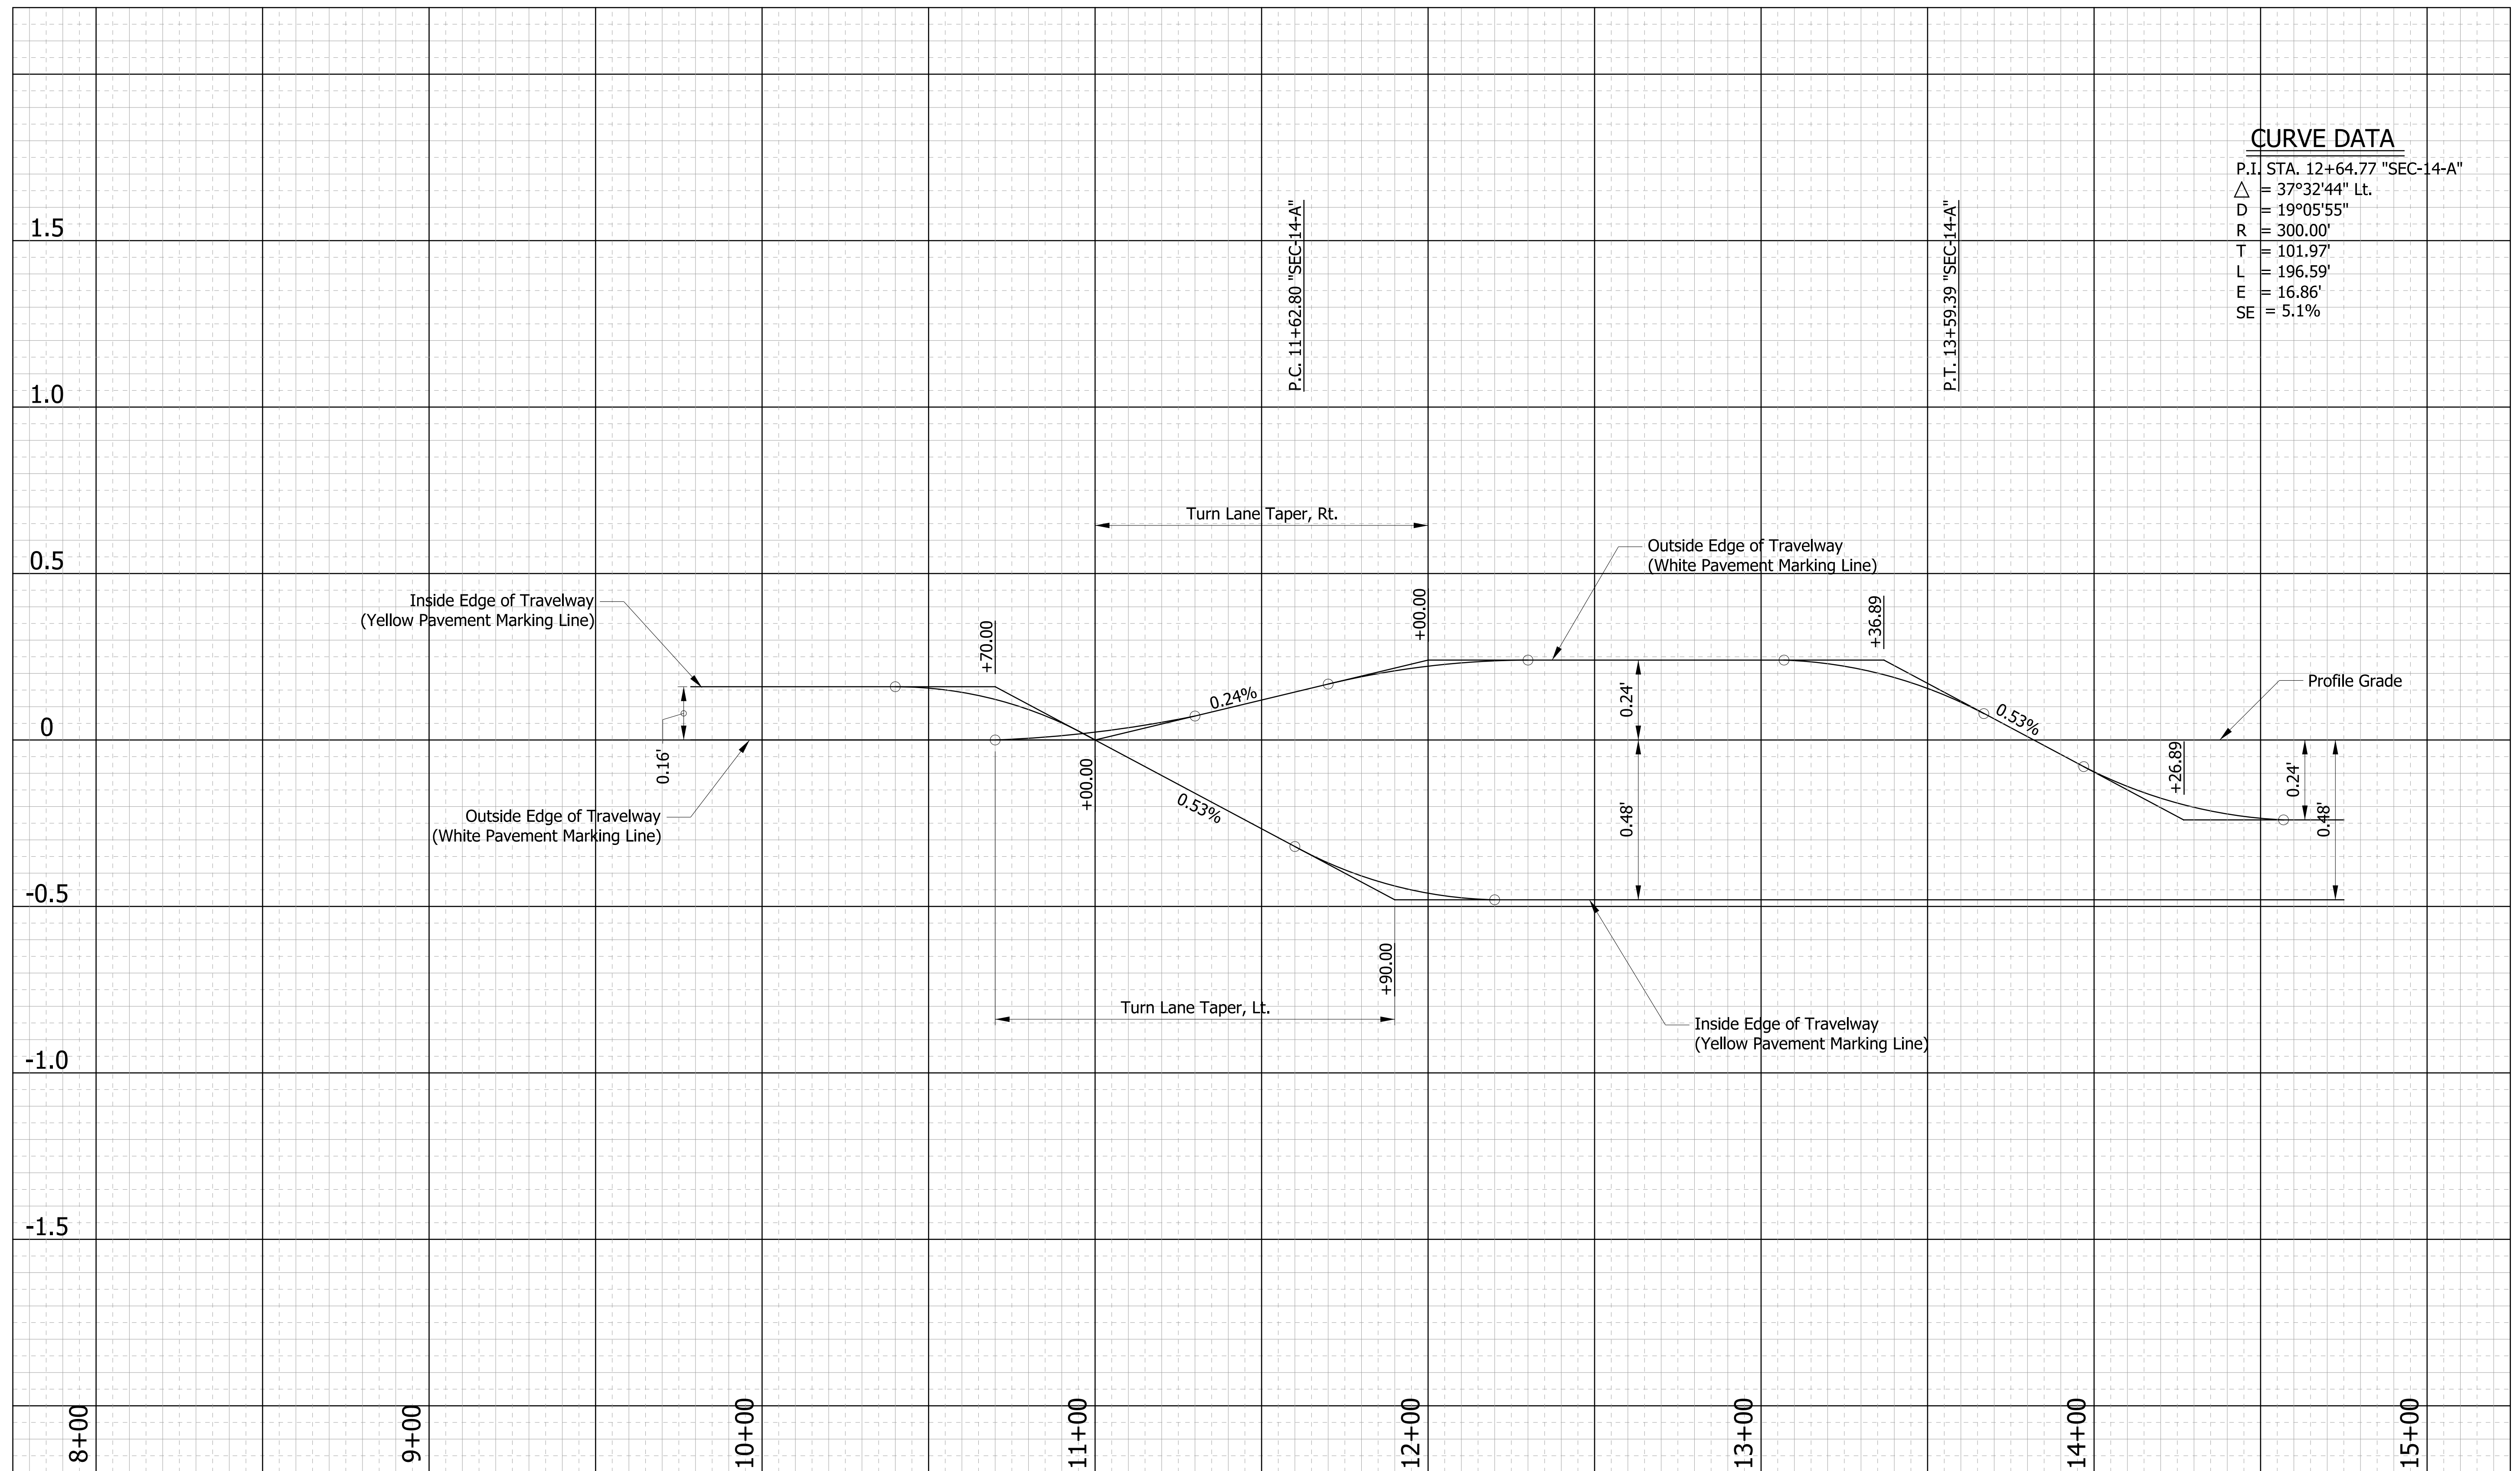 CURVE DATA
P.I. STA. 12+64.77 "SEC-14-A"
△ = 37°32'44" Lt.
D = 19°05'55"
R = 300.00'
T = 101.97'
L = 196.59'
E = 16.86'
SE = 5.1%
1.5
1.0
0.5
0
-0.5
-1.0
-1.5
P.C. 11+62.80 "SEC-14-A"
P.T. 13+59.39 "SEC-14-A"
Turn Lane Taper, Rt.
Outside Edge of Travelway
(White Pavement Marking Line)
Inside Edge of Travelway
(Yellow Pavement Marking Line)
+70.00
+00.00
+36.89
0.24%
0.24'
0.53%
Profile Grade
0.16'
+00.00
0.53%
0.48'
+26.89
0.24'
0.48'
Outside Edge of Travelway
(White Pavement Marking Line)
+90.00
Turn Lane Taper, Lt.
Inside Edge of Travelway
(Yellow Pavement Marking Line)
8+00
9+00
10+00
11+00
12+00
13+00
14+00
15+00